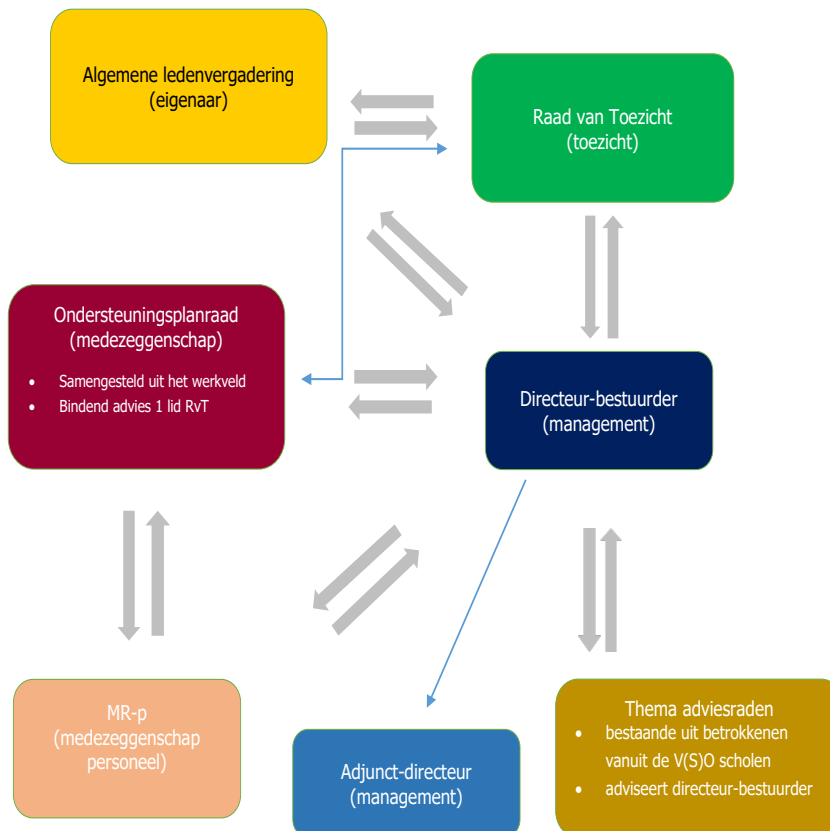 Algemene ledenvergadering
(eigenaar)
Raad van Toezicht
(toezicht)
Ondersteuningsplanraad
(medezeggenschap)
• Samengesteld uit het werkveld
• Bindend advies 1 lid RvT
Directeur-bestuurder
(management)
MR-p
(medezeggenschap
personeel)
Adjunct-directeur
(management)
Thema adviesraden
• bestaande uit betrokkenen
vanuit de V(S)O scholen
• adviseert directeur-bestuurder